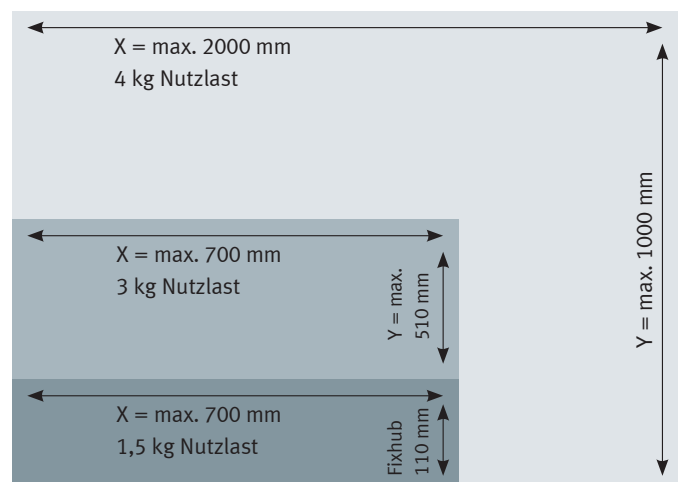 X = max. 2000 mm
4 kg Nutzlast
Y = max. 1000 mm
X = max. 700 mm
3 kg Nutzlast
Y = max.
510 mm
X = max. 700 mm
1,5 kg Nutzlast
Fixhub
110 mm